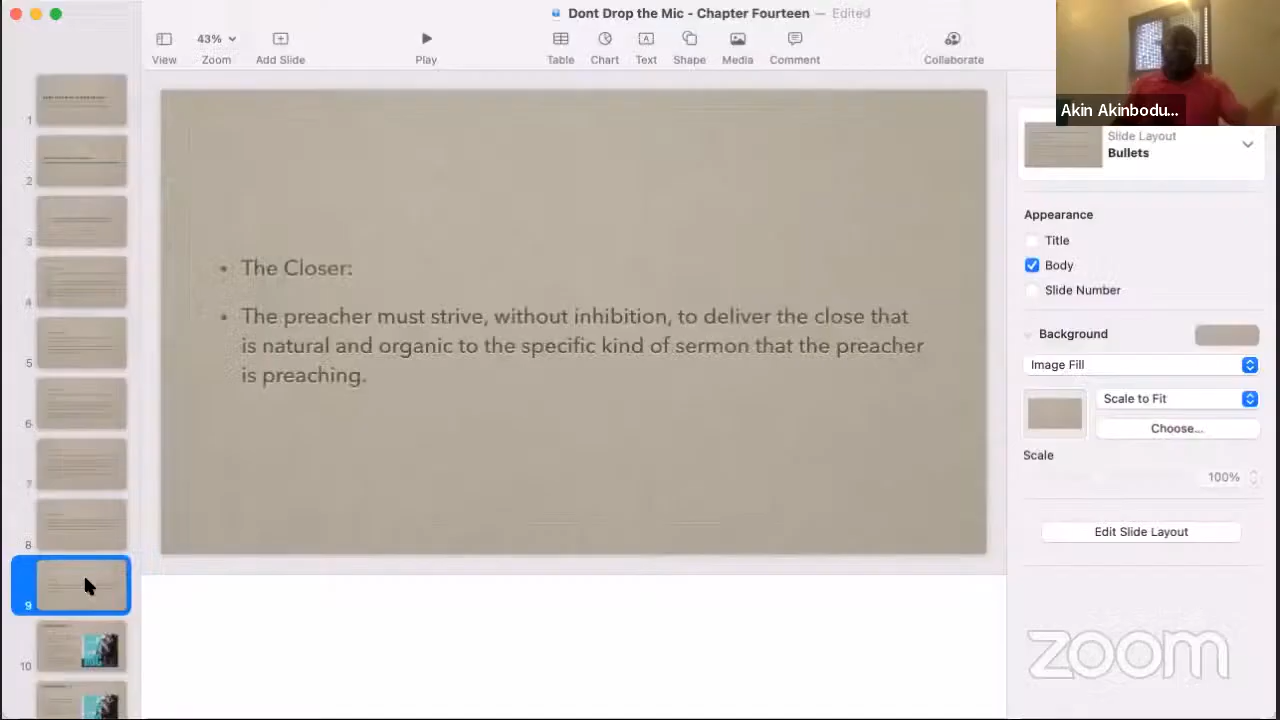 Dont Drop the Mic - Chapter Fourteen — Edited
43%
View Zoom Add Slide Play Table Chart Text Shape Media Comment Collaborate
Akin Akinbodu...
1
2
3
4
5
6
7
8
9
10
• The Closer:
• The preacher must strive, without inhibition, to deliver the close that
is natural and organic to the specific kind of sermon that the preacher
is preaching.
Slide Layout
Bullets
Appearance
Title
Body
Slide Number
Background
Image Fill
Scale to Fit
Choose...
Scale
100%
Edit Slide Layout
zoom